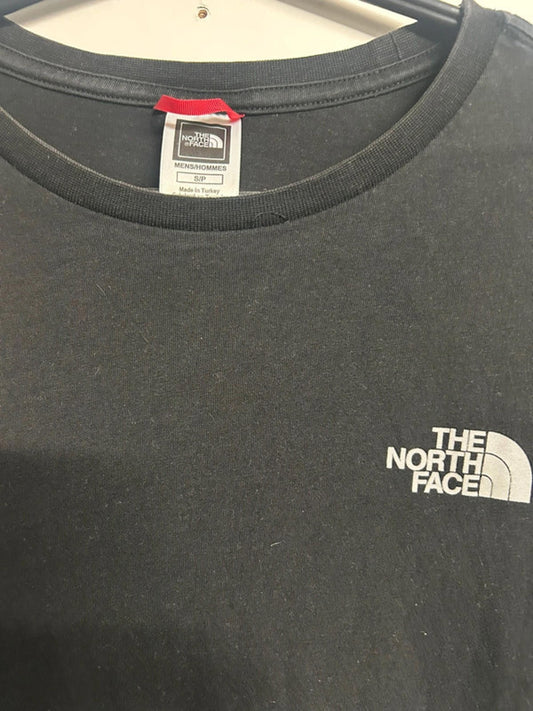 THE
NORTH
FACE
MENS/HOMMES
S/P
Made in Turkey
THE
NORTH
FACE